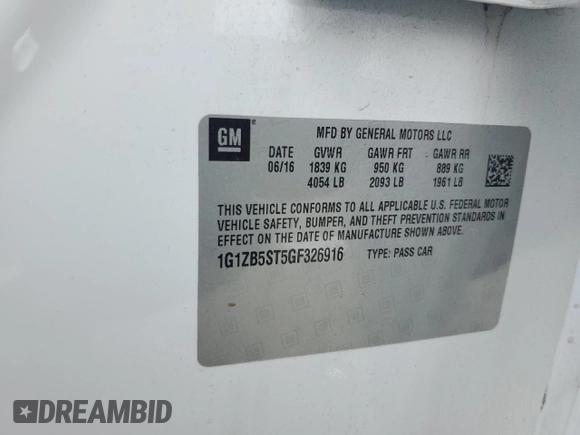 GM
MFD BY GENERAL MOTORS LLC
DATE GVWR GAWR FRT GAWR RR
06/16 1839 KG 950 KG 889 KG
4054 LB 2093 LB 1961 LB
THIS VEHICLE CONFORMS TO ALL APPLICABLE U.S. FEDERAL MOTOR
VEHICLE SAFETY, BUMPER, AND THEFT PREVENTION STANDARDS IN
EFFECT ON THE DATE OF MANUFACTURE SHOWN ABOVE.
1G1ZB5ST5GF326916 TYPE: PASS CAR
DREAMBID